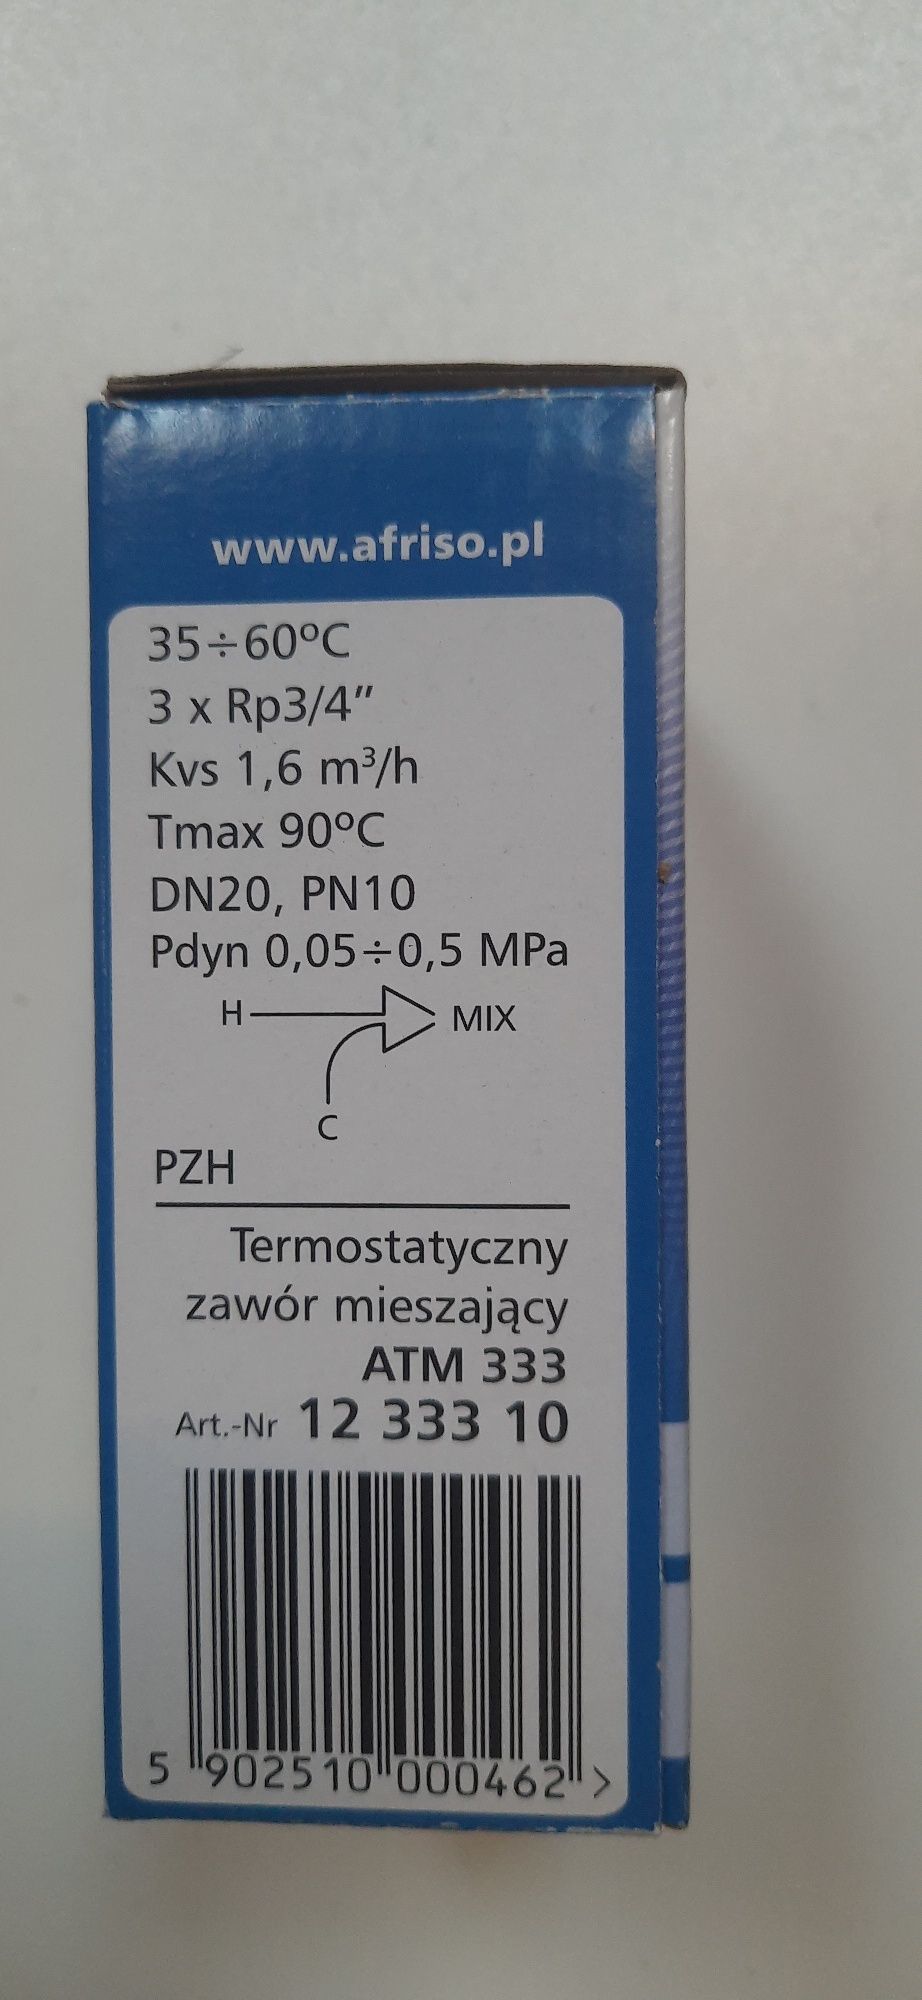 www.afriso.pl
35÷60°C
3 x Rp3/4"
Kvs 1,6 m³/h
Tmax 90°C
DN20, PN10
Pdyn 0,05÷0,5 MPa
H MIX
C
PZH
Termostatyczny
zawór mieszający
ATM 333
Art.-Nr 12 333 10
5 902510 000462 >